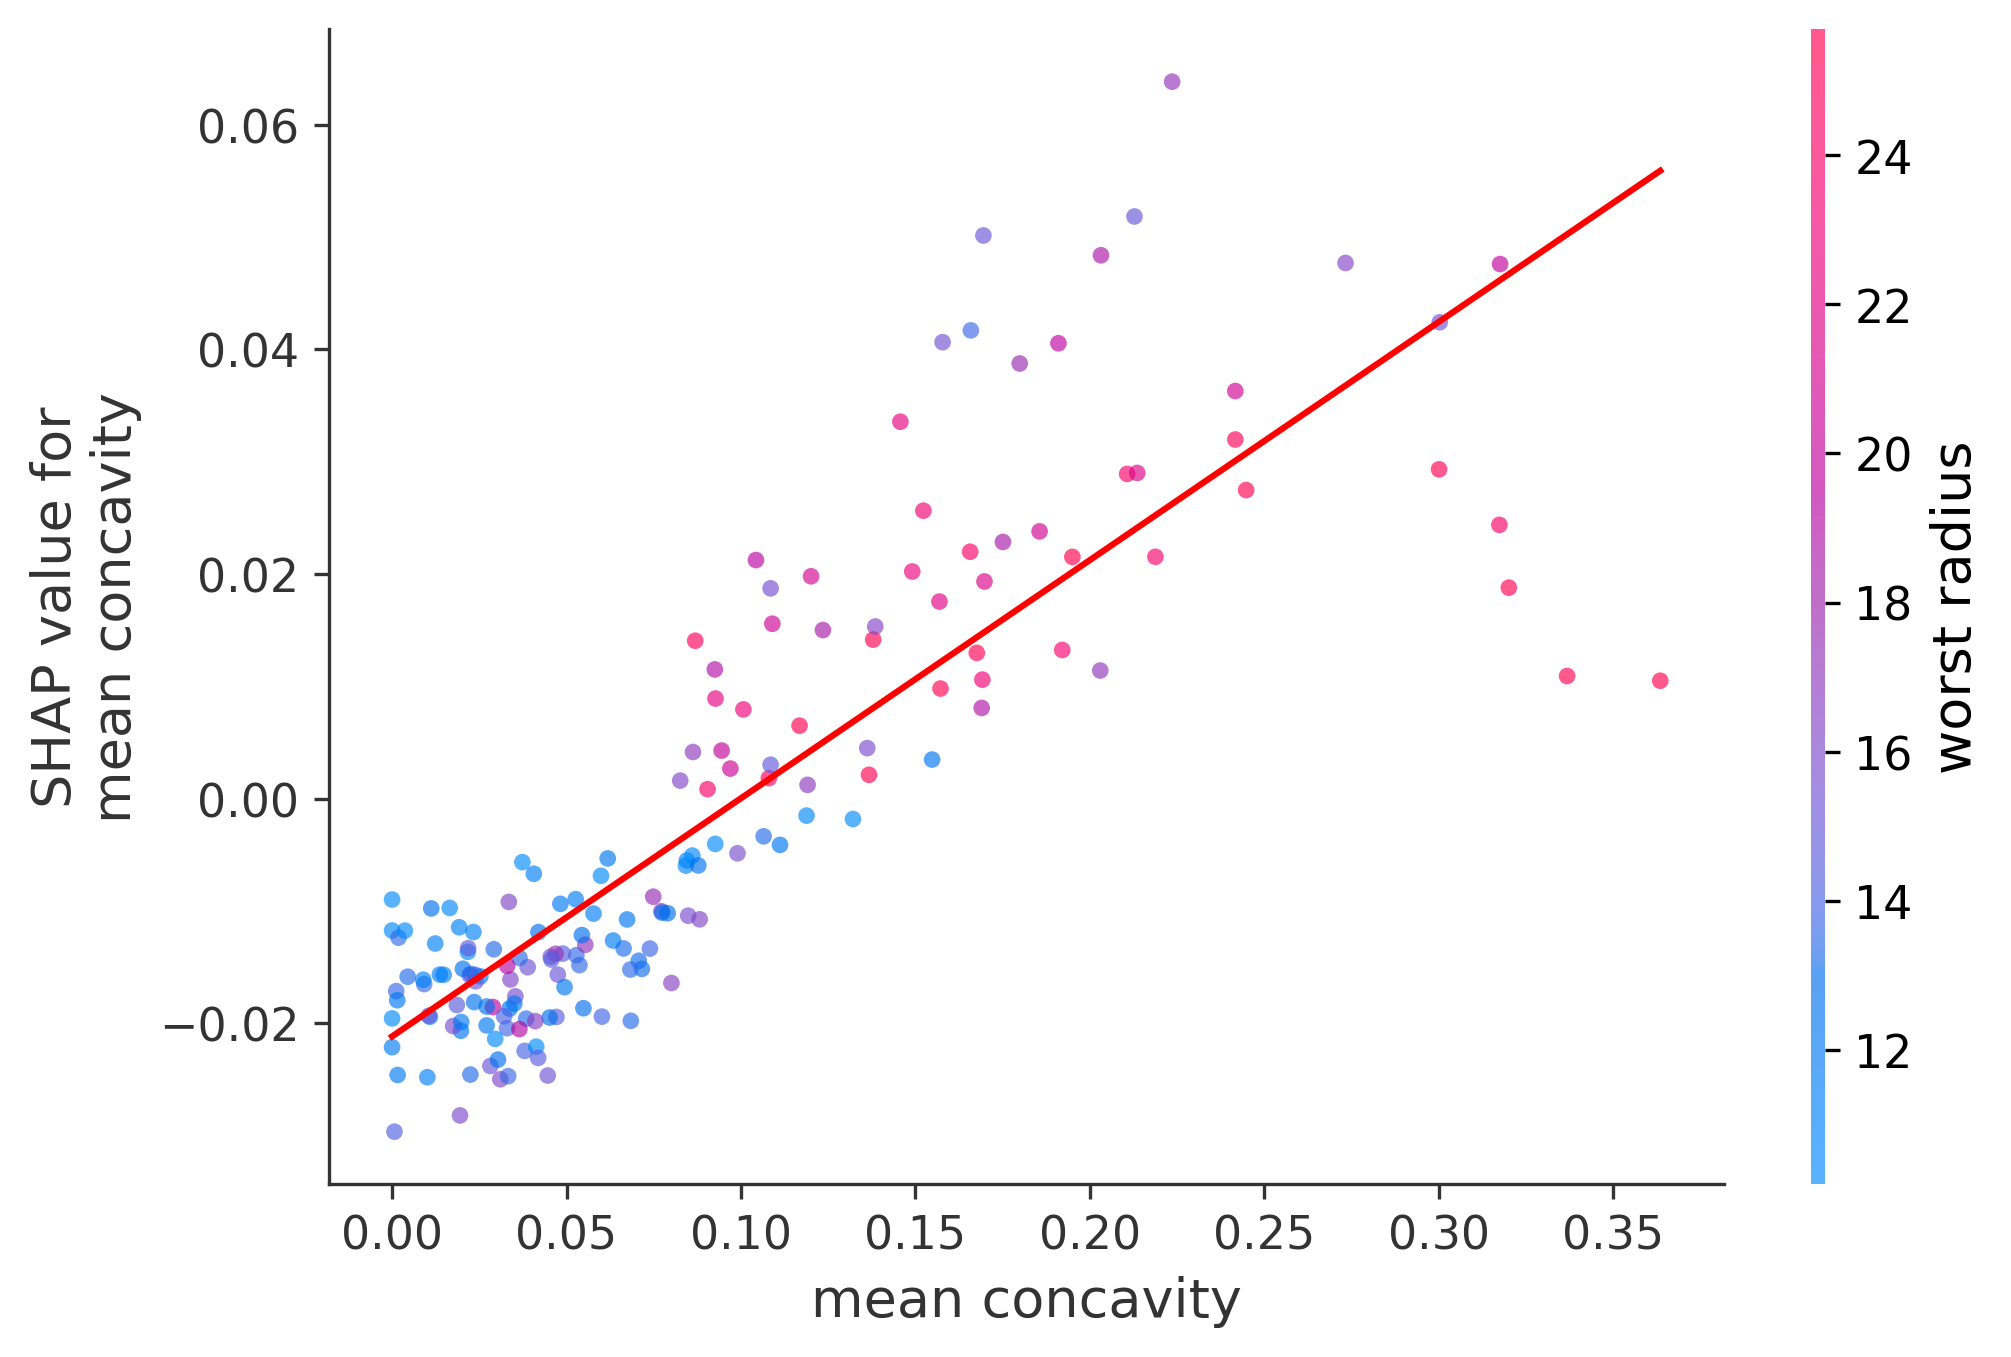 SHAP value for
mean concavity
0.06
0.04
0.02
0.00
−0.02
0.00 0.05 0.10 0.15 0.20 0.25 0.30 0.35
mean concavity
24
22
20
18
16
14
12
worst radius